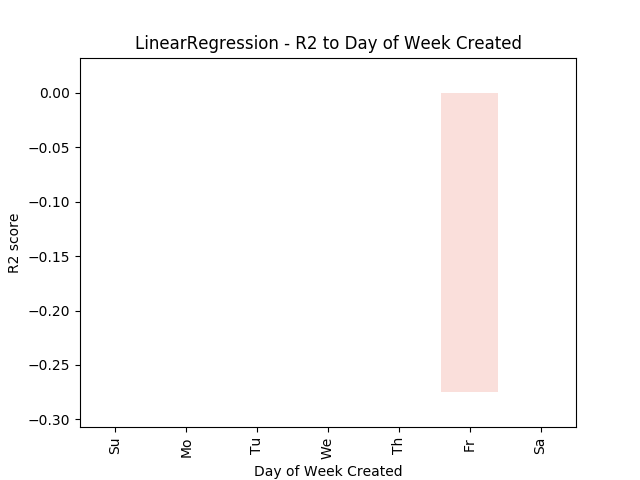 LinearRegression - R2 to Day of Week Created
0.00
−0.05
−0.10
−0.15
−0.20
−0.25
−0.30
R2 score
Su
Mo
Tu
We
Th
Fr
Sa
Day of Week Created